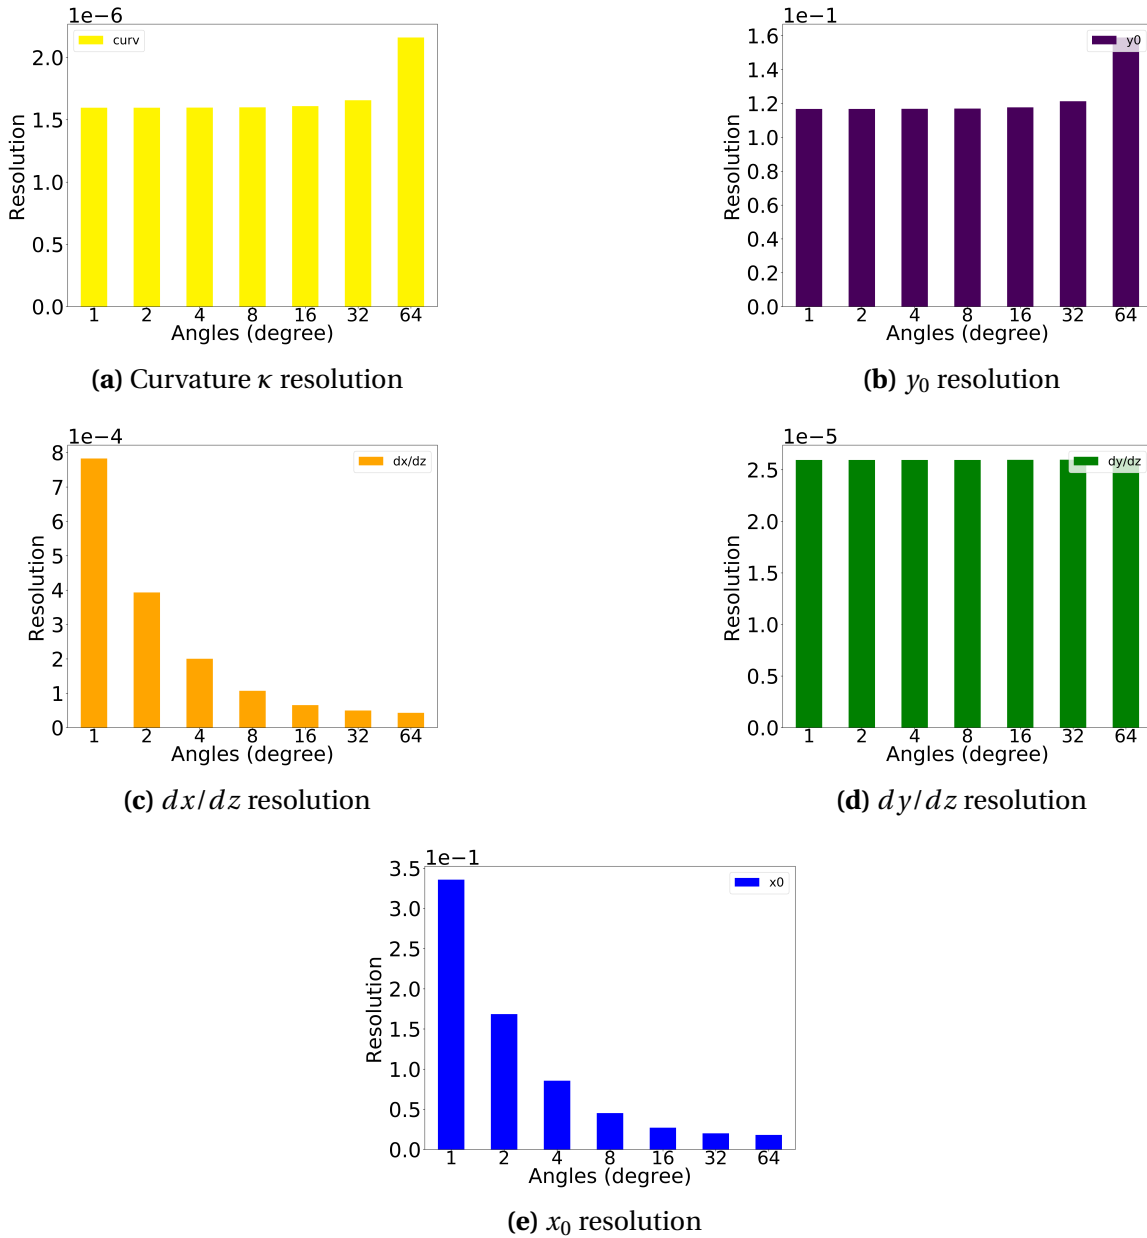 1e−6
curv
2.0
1.5
1.0
0.5
0.0
Resolution
1 2 4 8 16 32 64
Angles (degree)
(a) Curvature κ resolution
1e−1
y0
1.6
1.4
1.2
1.0
0.8
0.6
0.4
0.2
0.0
Resolution
1 2 4 8 16 32 64
Angles (degree)
(b) y₀ resolution
1e−4
dx/dz
8
7
6
5
4
3
2
1
0
Resolution
1 2 4 8 16 32 64
Angles (degree)
(c) dx/dz resolution
1e−5
dy/dz
2.5
2.0
1.5
1.0
0.5
0.0
Resolution
1 2 4 8 16 32 64
Angles (degree)
(d) dy/dz resolution
1e−1
x0
3.5
3.0
2.5
2.0
1.5
1.0
0.5
0.0
Resolution
1 2 4 8 16 32 64
Angles (degree)
(e) x₀ resolution